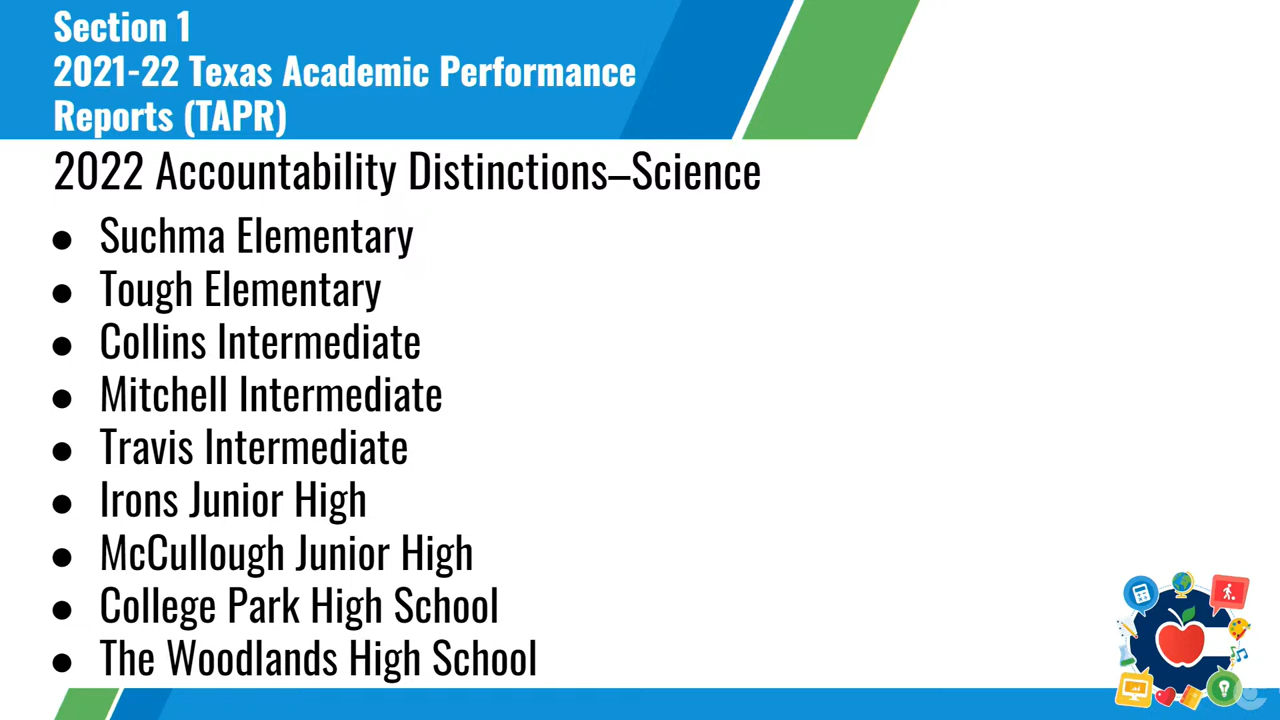 Section 1
2021-22 Texas Academic Performance
Reports (TAPR)
2022 Accountability Distinctions–Science
● Suchma Elementary
● Tough Elementary
● Collins Intermediate
● Mitchell Intermediate
● Travis Intermediate
● Irons Junior High
● McCullough Junior High
● College Park High School
● The Woodlands High School